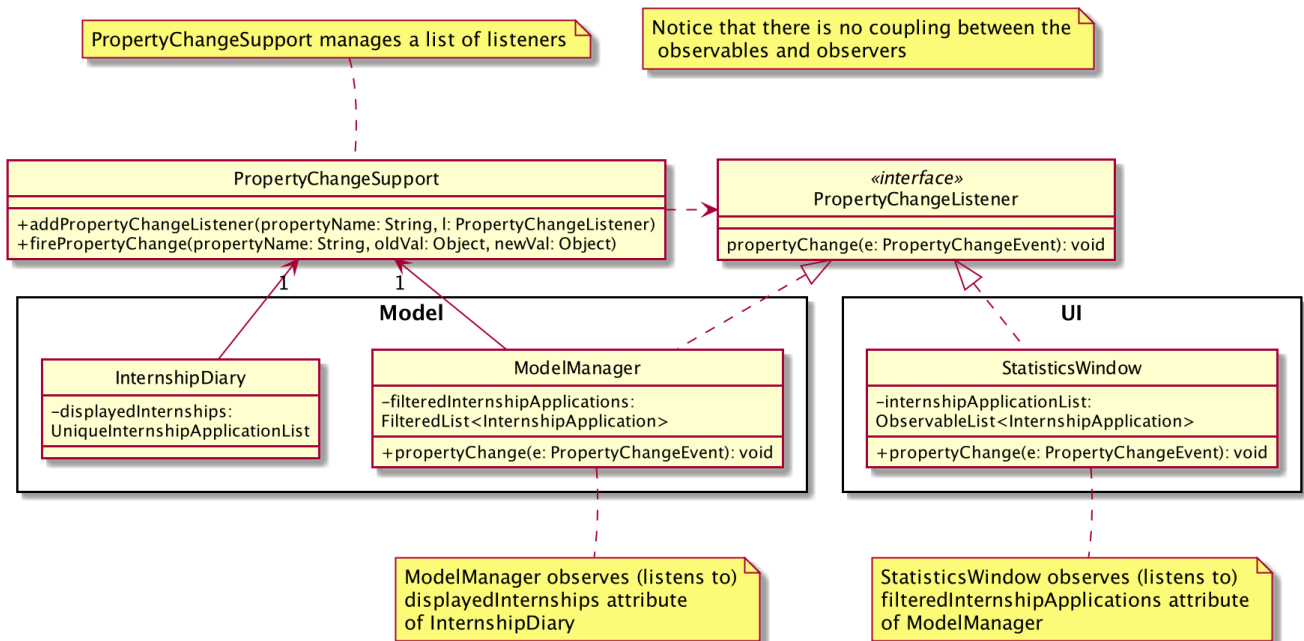 PropertyChangeSupport manages a list of listeners
Notice that there is no coupling between the
observables and observers
PropertyChangeSupport
+addPropertyChangeListener(propertyName: String, l: PropertyChangeListener)
+firePropertyChange(propertyName: String, oldVal: Object, newVal: Object)
«interface»
PropertyChangeListener
propertyChange(e: PropertyChangeEvent): void
1
1
Model
InternshipDiary
-displayedInternships:
UniqueInternshipApplicationList
ModelManager
-filteredInternshipApplications:
FilteredList<InternshipApplication>
+propertyChange(e: PropertyChangeEvent): void
UI
StatisticsWindow
-internshipApplicationList:
ObservableList<InternshipApplication>
+propertyChange(e: PropertyChangeEvent): void
ModelManager observes (listens to)
displayedInternships attribute
of InternshipDiary
StatisticsWindow observes (listens to)
filteredInternshipApplications attribute
of ModelManager